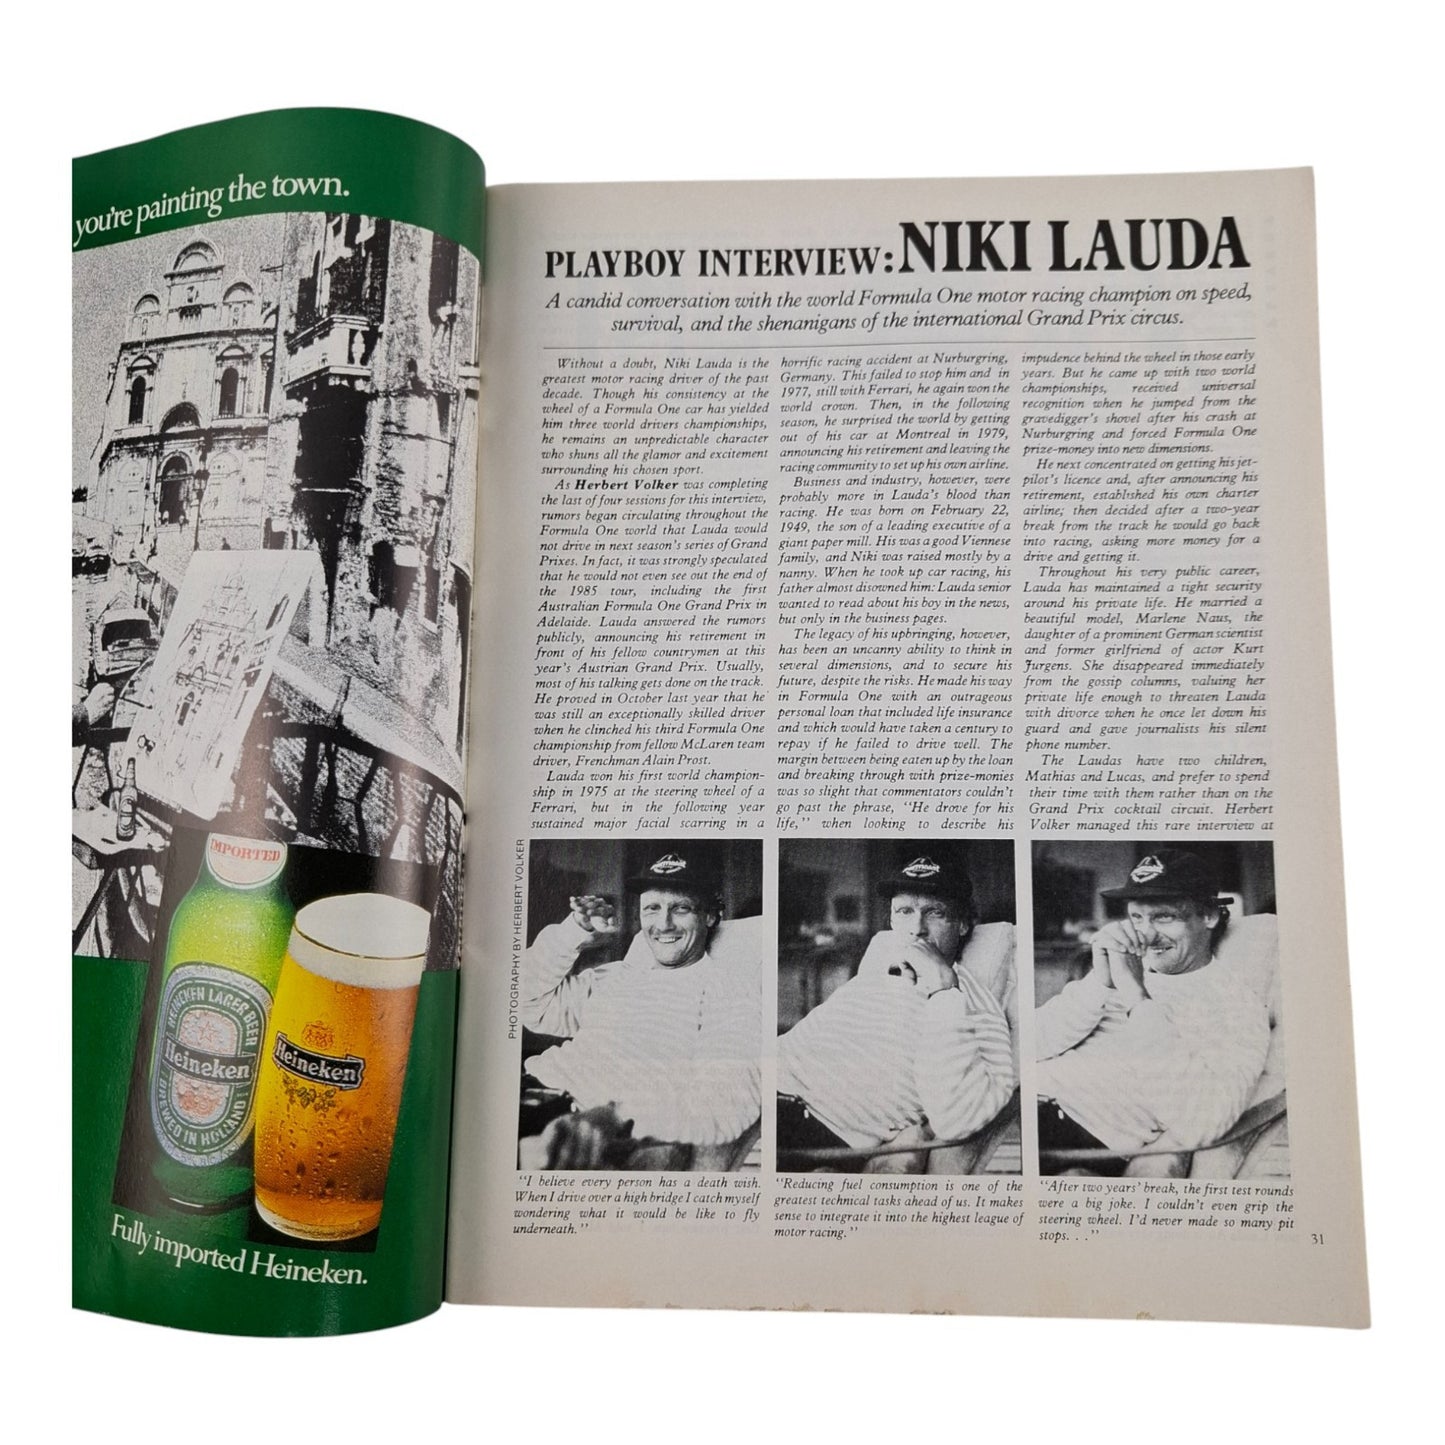 you're painting the town.
IMPORTED
HEINEKEN LAGER BEER
Heineken
BREWED IN HOLLAND
Heineken
Fully imported Heineken.
PLAYBOY INTERVIEW: NIKI LAUDA
A candid conversation with the world Formula One motor racing champion on speed,
survival, and the shenanigans of the international Grand Prix circus.
Without a doubt, Niki Lauda is the
greatest motor racing driver of the past
decade. Though his consistency at the
wheel of a Formula One car has yielded
him three world drivers championships,
he remains an unpredictable character
who shuns all the glamor and excitement
surrounding his chosen sport.
As Herbert Volker was completing
the last of four sessions for this interview,
rumors began circulating throughout the
Formula One world that Lauda would
not drive in next season's series of Grand
Prixes. In fact, it was strongly speculated
that he would not even see out the end of
the 1985 tour, including the first
Australian Formula One Grand Prix in
Adelaide. Lauda answered the rumors
publicly, announcing his retirement in
front of his fellow countrymen at this
year's Austrian Grand Prix. Usually,
most of his talking gets done on the track.
He proved in October last year that he
was still an exceptionally skilled driver
when he clinched his third Formula One
championship from fellow McLaren team
driver, Frenchman Alain Prost.
Lauda won his first world champion-
ship in 1975 at the steering wheel of a
Ferrari, but in the following year
sustained major facial scarring in a
horrific racing accident at Nurburgring,
Germany. This failed to stop him and in
1977, still with Ferrari, he again won the
world crown. Then, in the following
season, he surprised the world by getting
out of his car at Montreal in 1979,
announcing his retirement and leaving the
racing community to set up his own airline.
Business and industry, however, were
probably more in Lauda's blood than
racing. He was born on February 22,
1949, the son of a leading executive of a
giant paper mill. His was a good Viennese
family, and Niki was raised mostly by a
nanny. When he took up car racing, his
father almost disowned him: Lauda senior
wanted to read about his boy in the news,
but only in the business pages.
The legacy of his upbringing, however,
has been an uncanny ability to think in
several dimensions, and to secure his
future, despite the risks. He made his way
in Formula One with an outrageous
personal loan that included life insurance
and which would have taken a century to
repay if he failed to drive well. The
margin between being eaten up by the loan
and breaking through with prize-monies
was so slight that commentators couldn't
go past the phrase, "He drove for his
life," when looking to describe his
impudence behind the wheel in those early
years. But he came up with two world
championships, received universal
recognition when he jumped from the
gravedigger's shovel after his crash at
Nurburgring and forced Formula One
prize-money into new dimensions.
He next concentrated on getting his jet-
pilot's licence and, after announcing his
retirement, established his own charter
airline; then decided after a two-year
break from the track he would go back
into racing, asking more money for a
drive and getting it.
Throughout his very public career,
Lauda has maintained a tight security
around his private life. He married a
beautiful model, Marlene Naus, the
daughter of a prominent German scientist
and former girlfriend of actor Kurt
Jurgens. She disappeared immediately
from the gossip columns, valuing her
private life enough to threaten Lauda
with divorce when he once let down his
guard and gave journalists his silent
phone number.
The Laudas have two children,
Mathias and Lucas, and prefer to spend
their time with them rather than on the
Grand Prix cocktail circuit. Herbert
Volker managed this rare interview at
PHOTOGRAPHY BY HERBERT VOLKER
"I believe every person has a death wish.
When I drive over a high bridge I catch myself
wondering what it would be like to fly
underneath."
"Reducing fuel consumption is one of the
greatest technical tasks ahead of us. It makes
sense to integrate it into the highest league of
motor racing."
"After two years' break, the first test rounds
were a big joke. I couldn't even grip the
steering wheel. I'd never made so many pit
stops. . ."
31